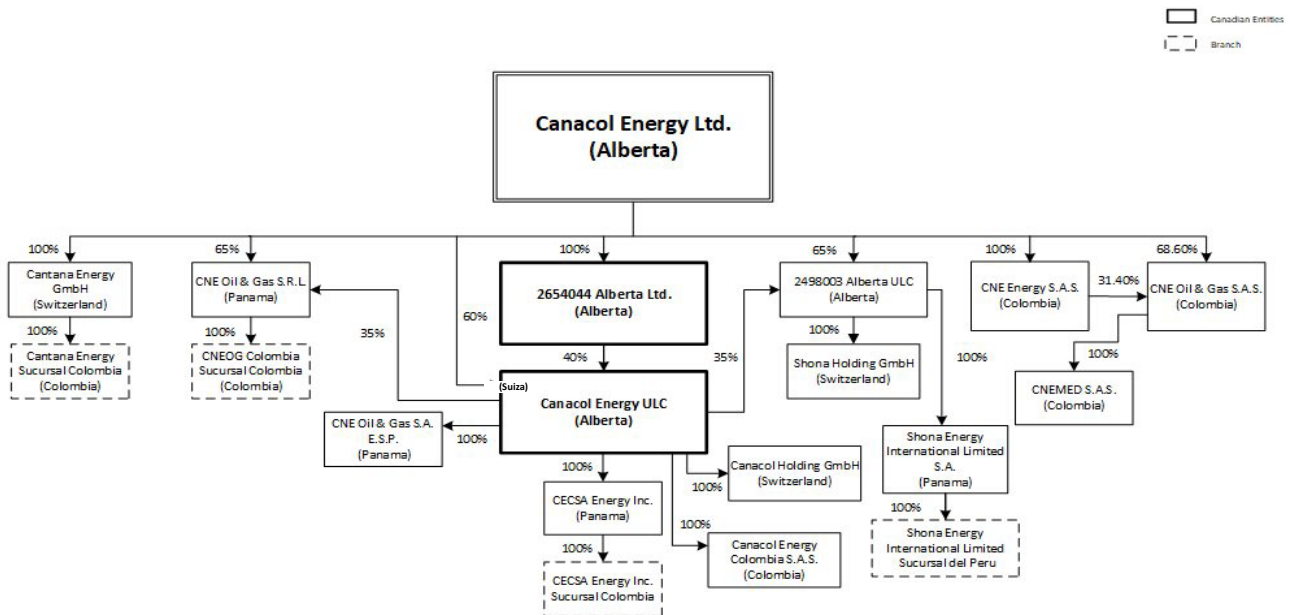 Canadian Entities
Branch
Canacol Energy Ltd.
(Alberta)
100%
65%
100%
65%
100%
68.60%
Cantana Energy
GmbH
(Switzerland)
CNE Oil & Gas S.R.L.
(Panama)
60%
2654044 Alberta Ltd.
(Alberta)
2498003 Alberta ULC
(Alberta)
CNE Energy S.A.S.
(Colombia)
31.40%
CNE Oil & Gas S.A.S.
(Colombia)
100%
100%
35%
40%
35%
100%
100%
100%
Cantana Energy
Sucursal Colombia
(Colombia)
CNEOG Colombia
Sucursal Colombia
(Colombia)
Shona Holding GmbH
(Switzerland)
CNEMED S.A.S.
(Colombia)
(Suiza)
Canacol Energy ULC
(Alberta)
CNE Oil & Gas S.A.
E.S.P.
(Panama)
100%
Shona Energy
International Limited
S.A.
(Panama)
100%
Canacol Holding GmbH
(Switzerland)
100%
CECSA Energy Inc.
(Panama)
100%
100%
Shona Energy
International Limited
Sucursal del Peru
Canacol Energy
Colombia S.A.S.
(Colombia)
100%
CECSA Energy Inc.
Sucursal Colombia